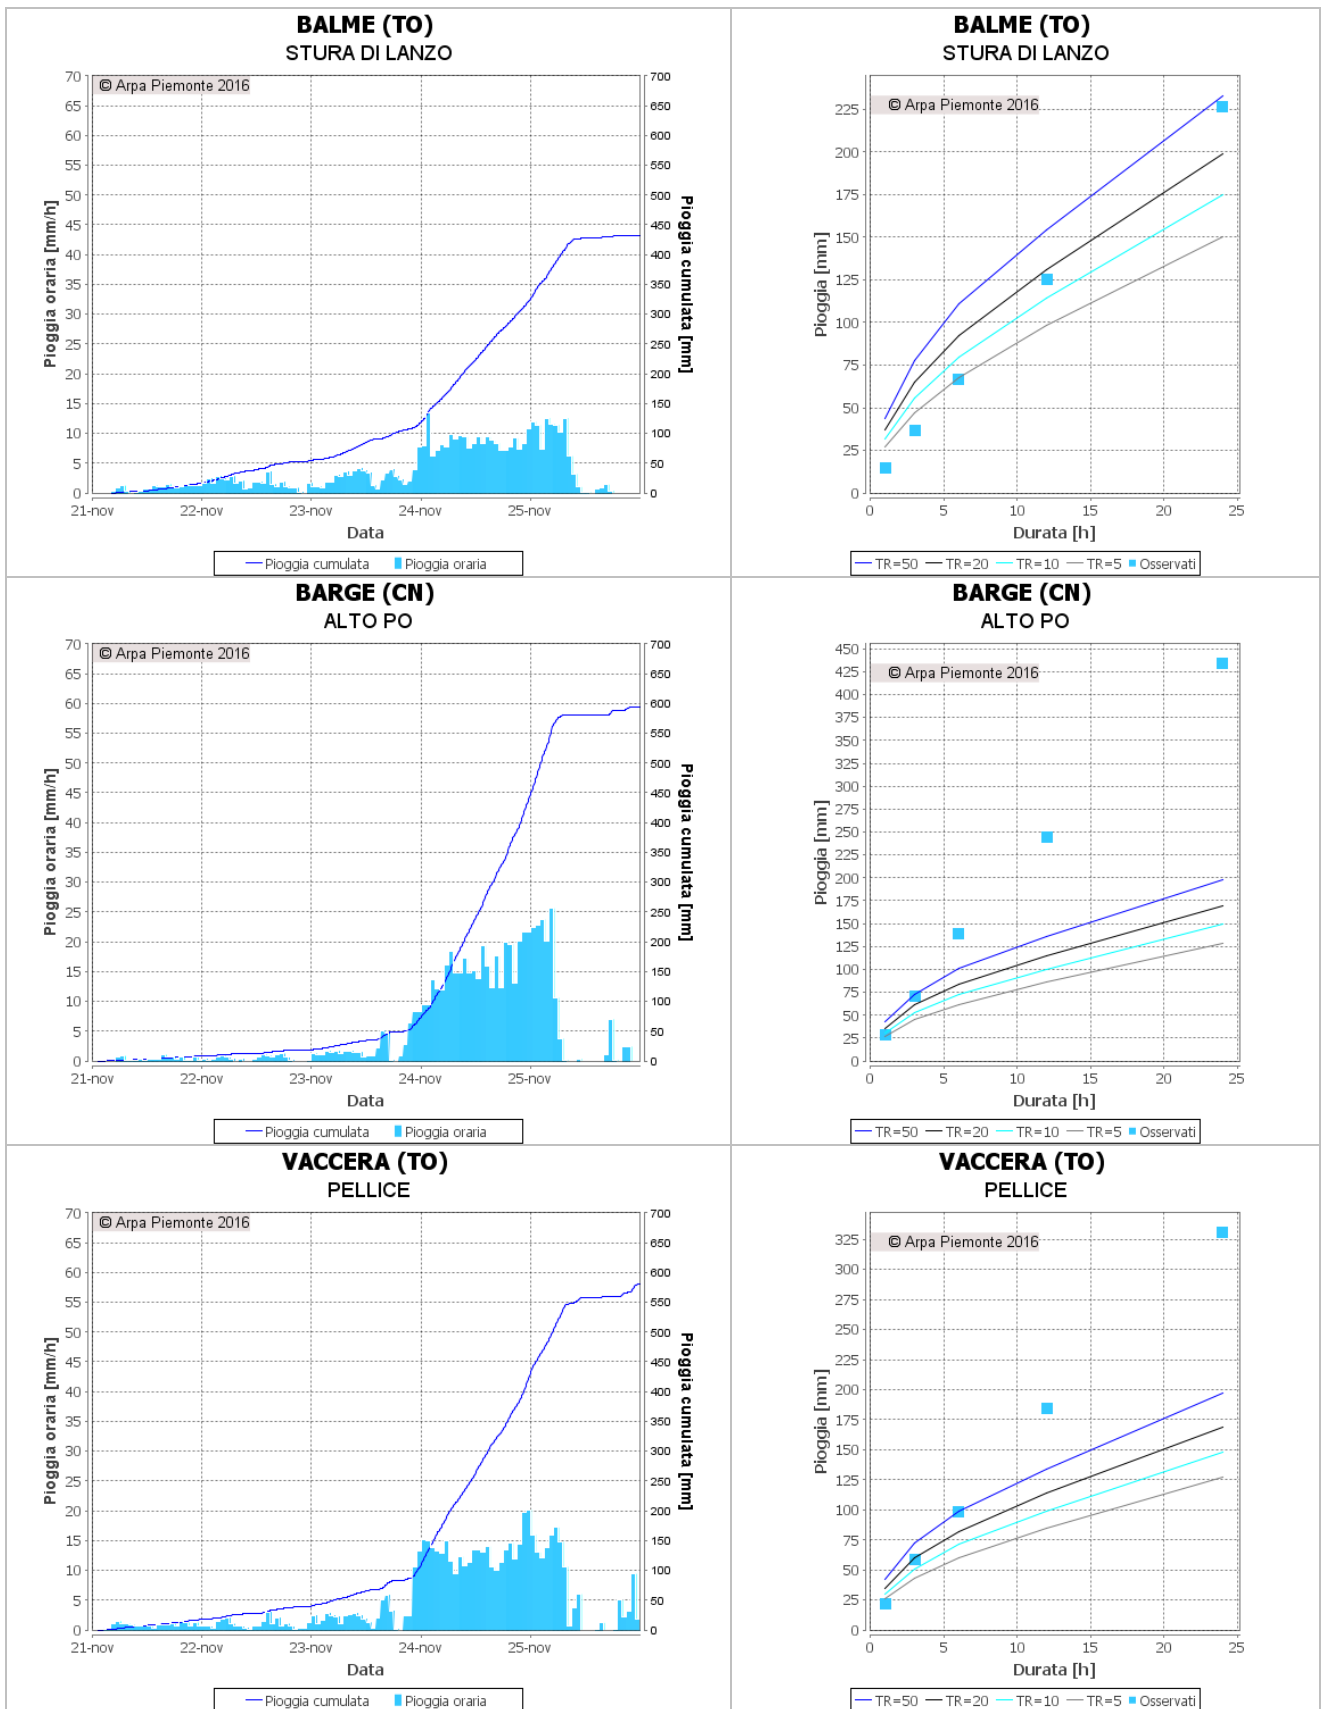 BALME (TO)
STURA DI LANZO
© Arpa Piemonte 2016
Pioggia oraria [mm/h]
70
65
60
55
50
45
40
35
30
25
20
15
10
5
0
700
650
600
550
500
450
400
350
300
250
200
150
100
50
0
Pioggia cumulata [mm]
21-nov 22-nov 23-nov 24-nov 25-nov
Data
Pioggia cumulata Pioggia oraria
BALME (TO)
STURA DI LANZO
© Arpa Piemonte 2016
Pioggia [mm]
225
200
175
150
125
100
75
50
25
0
0 5 10 15 20 25
Durata [h]
TR=50 TR=20 TR=10 TR=5 Osservati
BARGE (CN)
ALTO PO
© Arpa Piemonte 2016
Pioggia oraria [mm/h]
70
65
60
55
50
45
40
35
30
25
20
15
10
5
0
700
650
600
550
500
450
400
350
300
250
200
150
100
50
0
Pioggia cumulata [mm]
21-nov 22-nov 23-nov 24-nov 25-nov
Data
Pioggia cumulata Pioggia oraria
BARGE (CN)
ALTO PO
© Arpa Piemonte 2016
Pioggia [mm]
450
425
400
375
350
325
300
275
250
225
200
175
150
125
100
75
50
25
0
0 5 10 15 20 25
Durata [h]
TR=50 TR=20 TR=10 TR=5 Osservati
VACCERA (TO)
PELLICE
© Arpa Piemonte 2016
Pioggia oraria [mm/h]
70
65
60
55
50
45
40
35
30
25
20
15
10
5
0
700
650
600
550
500
450
400
350
300
250
200
150
100
50
0
Pioggia cumulata [mm]
21-nov 22-nov 23-nov 24-nov 25-nov
Data
Pioggia cumulata Pioggia oraria
VACCERA (TO)
PELLICE
© Arpa Piemonte 2016
Pioggia [mm]
325
300
275
250
225
200
175
150
125
100
75
50
25
0
0 5 10 15 20 25
Durata [h]
TR=50 TR=20 TR=10 TR=5 Osservati